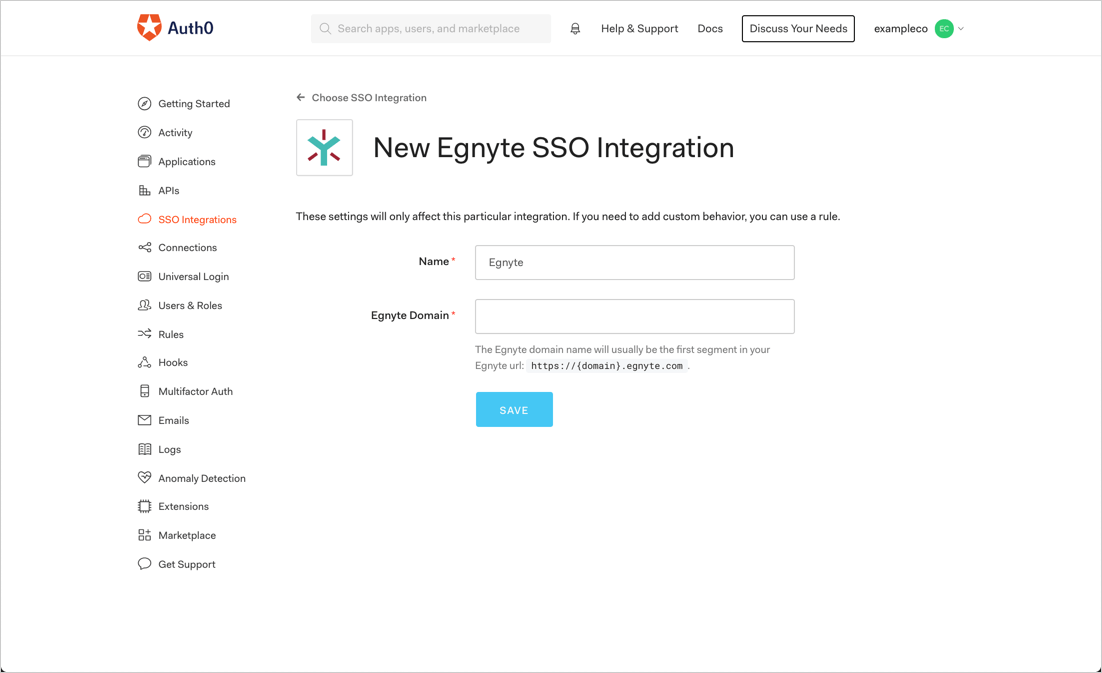 Auth0
Search apps, users, and marketplace
Help & Support
Docs
Discuss Your Needs
exampleco
EC
Getting Started
Activity
Applications
APIs
SSO Integrations
Connections
Universal Login
Users & Roles
Rules
Hooks
Multifactor Auth
Emails
Logs
Anomaly Detection
Extensions
Marketplace
Get Support
← Choose SSO Integration
New Egnyte SSO Integration
These settings will only affect this particular integration. If you need to add custom behavior, you can use a rule.
Name *
Egnyte
Egnyte Domain *
The Egnyte domain name will usually be the first segment in your
Egnyte url: https://{domain}.egnyte.com .
SAVE